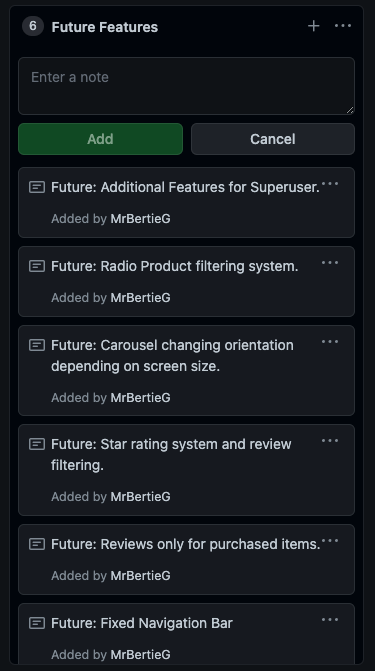 6 Future Features
Enter a note
Add Cancel
Future: Additional Features for Superuser.
Added by MrBertieG
Future: Radio Product filtering system.
Added by MrBertieG
Future: Carousel changing orientation
depending on screen size.
Added by MrBertieG
Future: Star rating system and review
filtering.
Added by MrBertieG
Future: Reviews only for purchased items.
Added by MrBertieG
Future: Fixed Navigation Bar
Added by MrBertieG